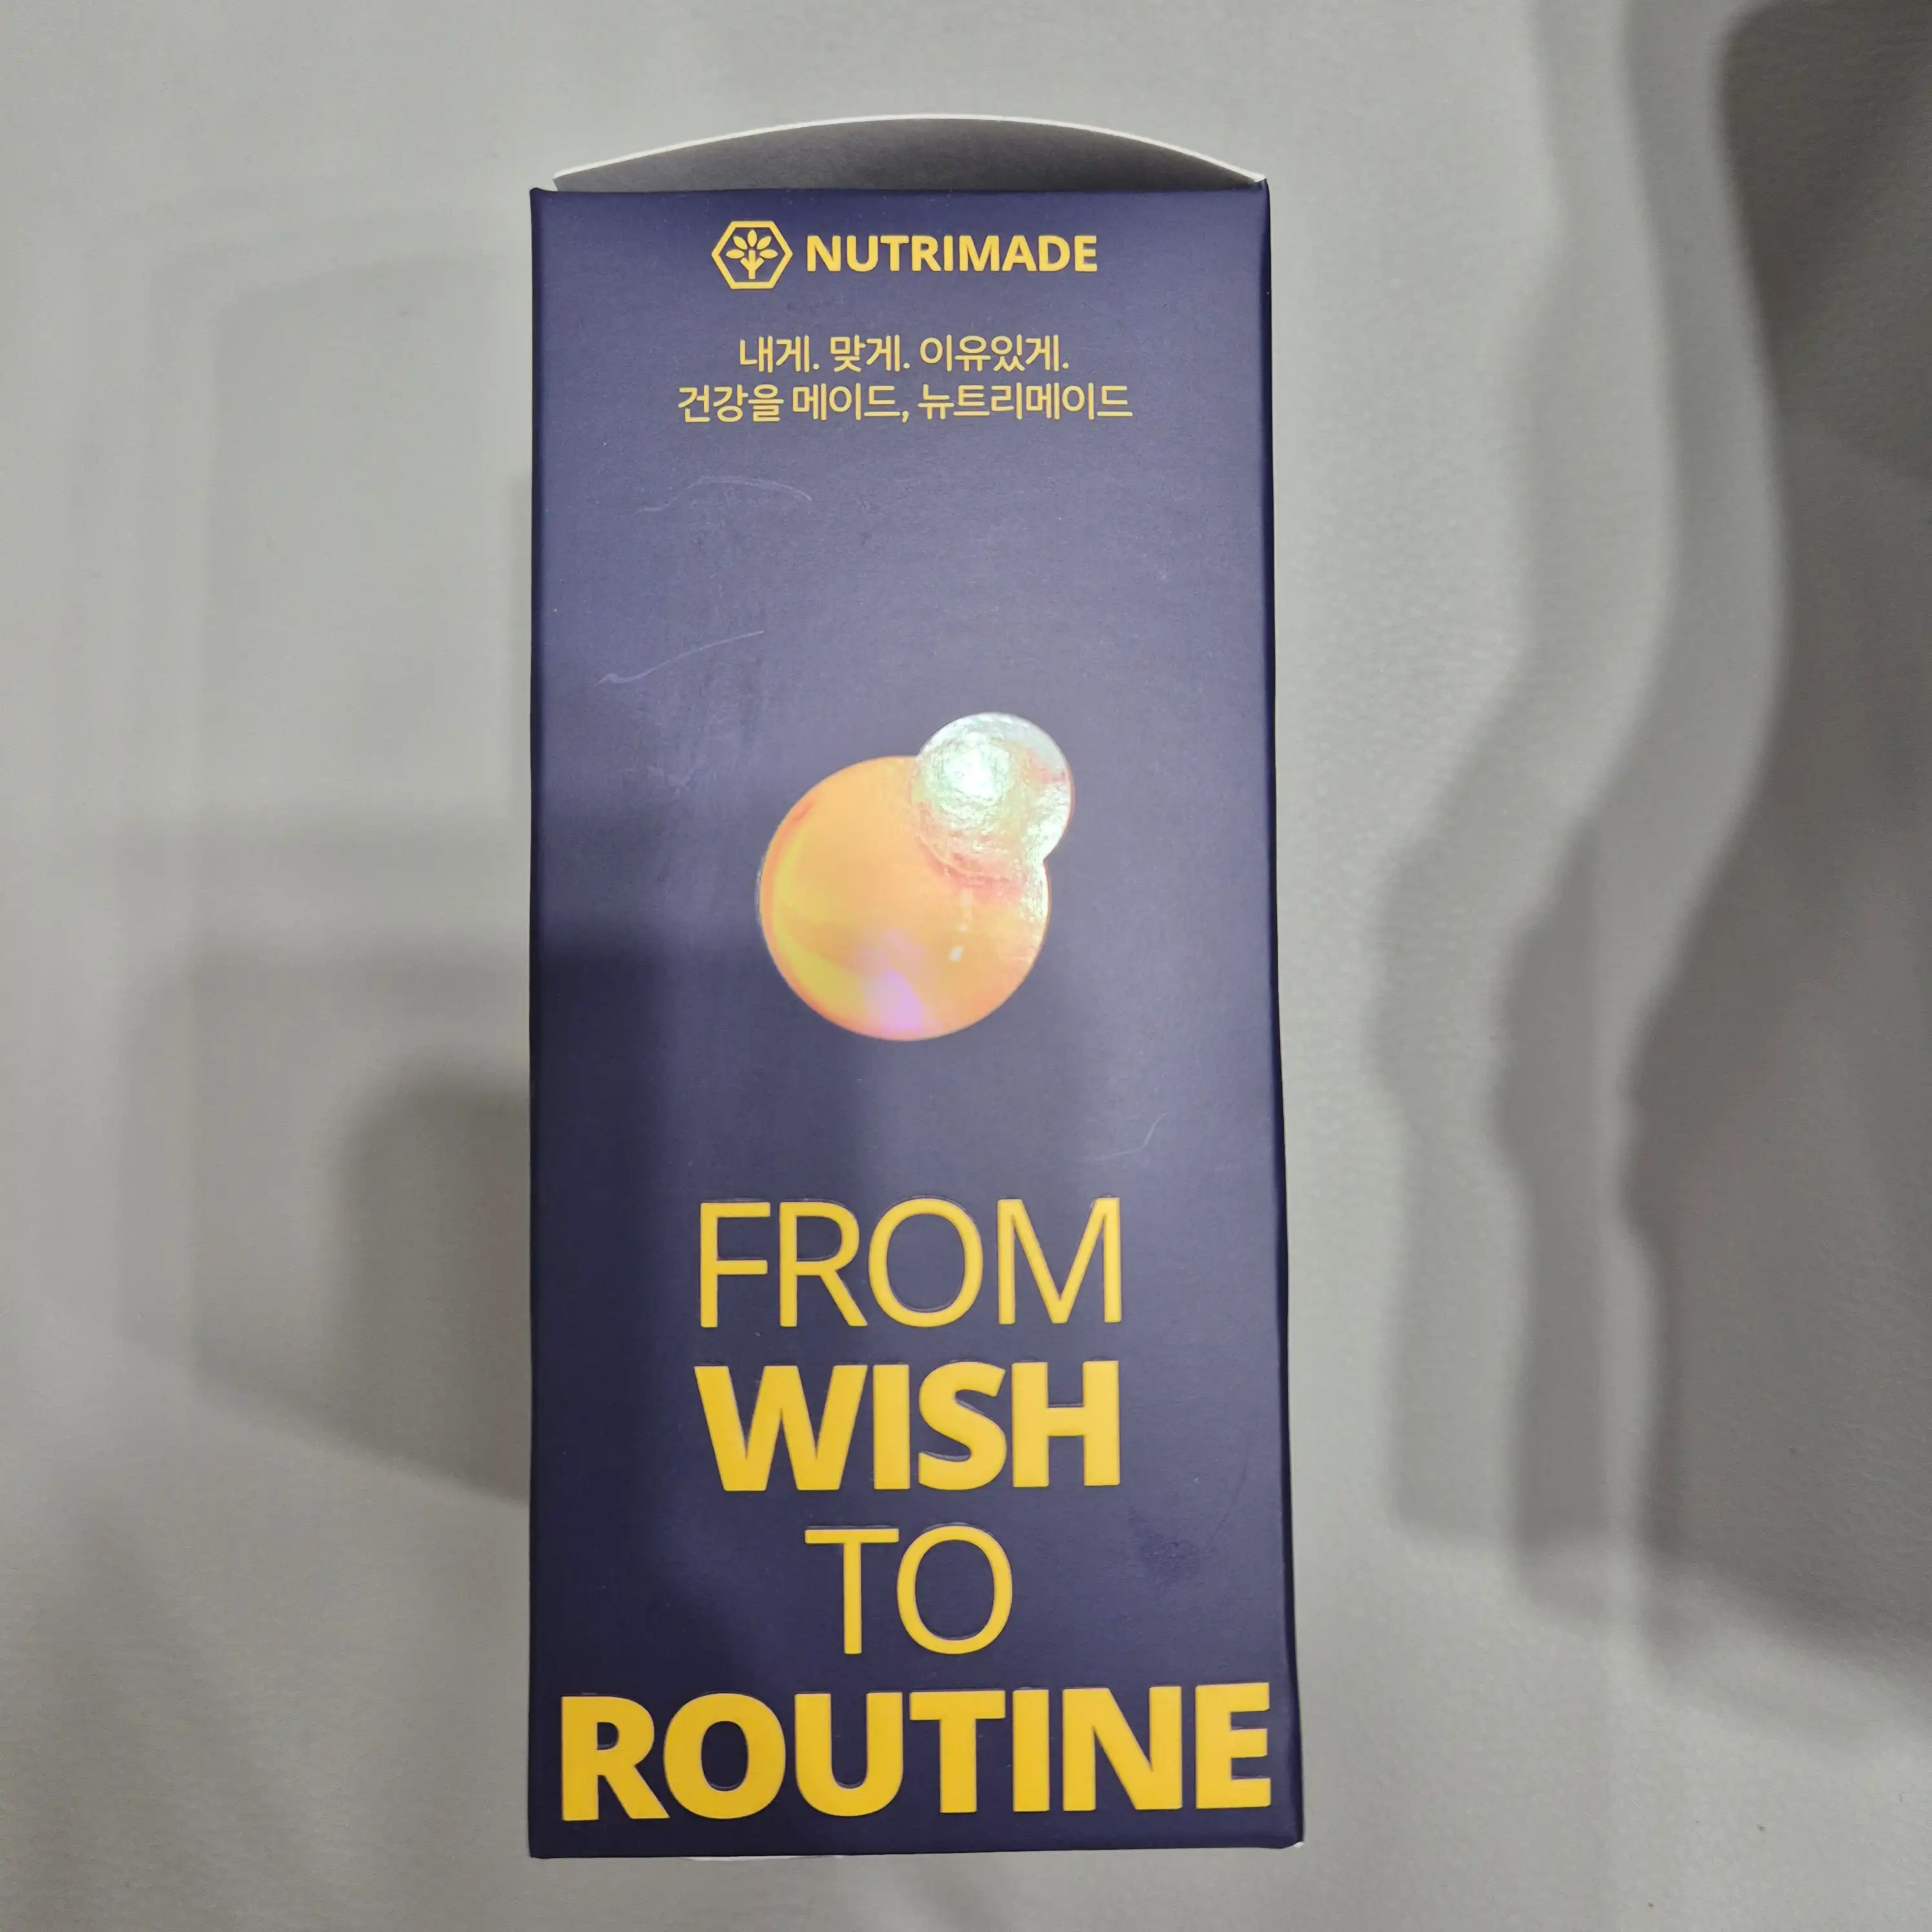 NUTRIMADE
내게. 맞게. 이유있게.
건강을 메이드, 뉴트리메이드
FROM
WISH
TO
ROUTINE